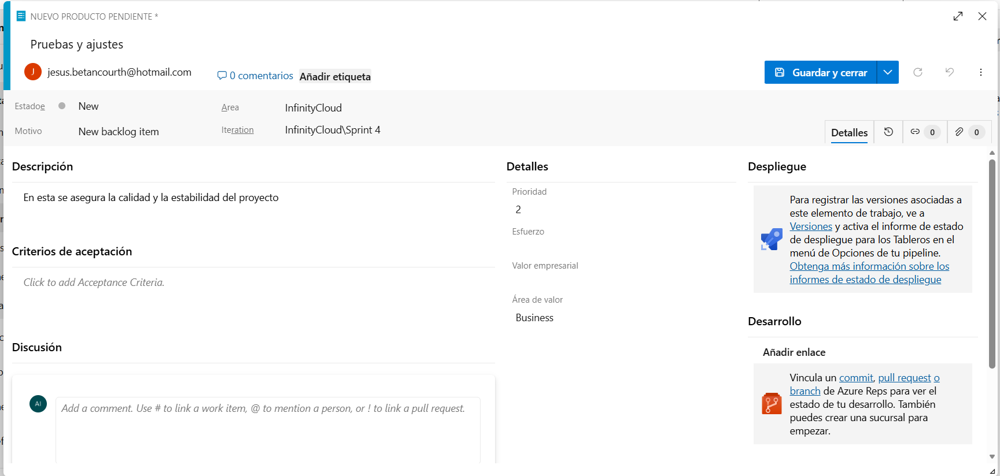 NUEVO PRODUCTO PENDIENTE *
Pruebas y ajustes
J jesus.betancourth@hotmail.com
0 comentarios
Añadir etiqueta
Guardar y cerrar
Estadoe
New
Area
InfinityCloud
Motivo
New backlog item
Iteration
InfinityCloud\Sprint 4
Detalles
0
0
Descripción
En esta se asegura la calidad y la estabilidad del proyecto
Criterios de aceptación
Click to add Acceptance Criteria.
Discusión
AI
Add a comment. Use # to link a work item, @ to mention a person, or ! to link a pull request.
Detalles
Prioridad
2
Esfuerzo
Valor empresarial
Área de valor
Business
Despliegue
Para registrar las versiones asociadas a
este elemento de trabajo, ve a
Versiones y activa el informe de estado
de despliegue para los Tableros en el
menú de Opciones de tu pipeline.
Obtenga más información sobre los
informes de estado de despliegue
Desarrollo
Añadir enlace
Vincula un commit, pull request o
branch de Azure Reps para ver el
estado de tu desarrollo. También
puedes crear una sucursal para
empezar.